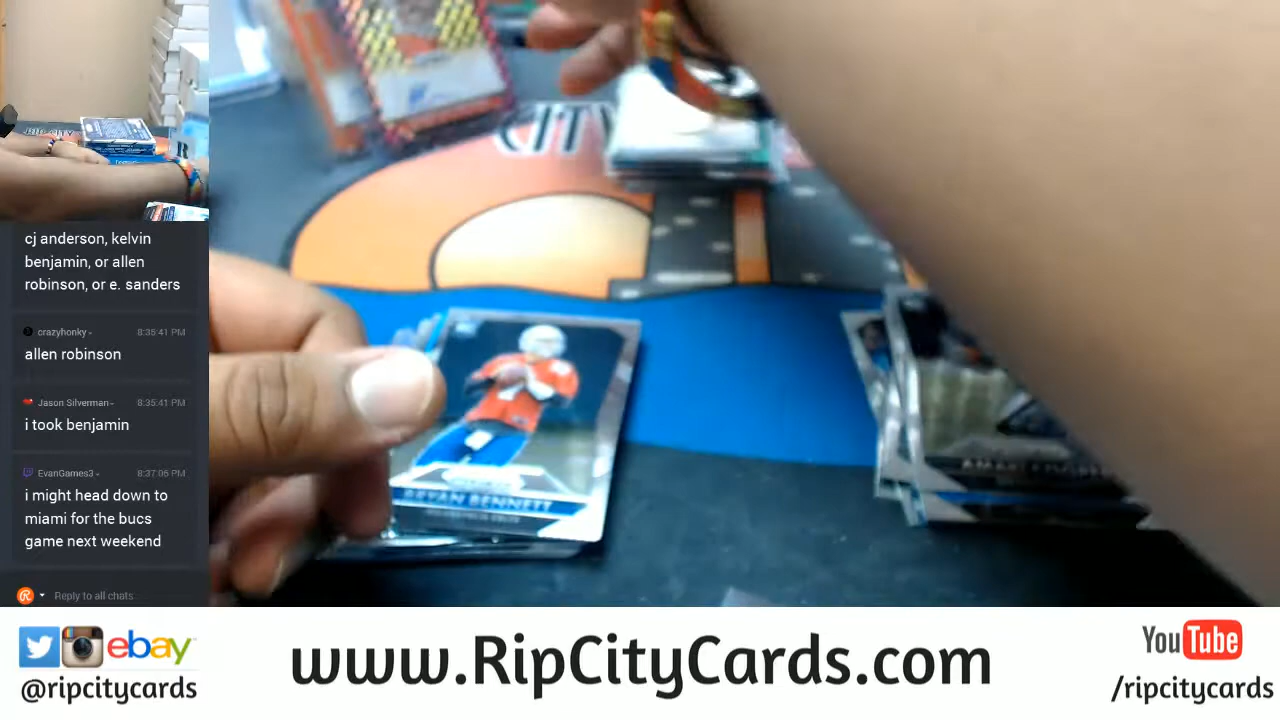 cj anderson, kelvin
benjamin, or allen
robinson, or e. sanders
crazyhonky
8:35:41 PM
allen robinson
Jason Silverman
8:35:41 PM
i took benjamin
EvanGames3
8:37:06 PM
i might head down to
miami for the bucs
game next weekend
Reply to all chats...
CITY
BRYAN BENNETT
ebay
@ripcitycards
www.RipCityCards.com
YouTube
/ripcitycards